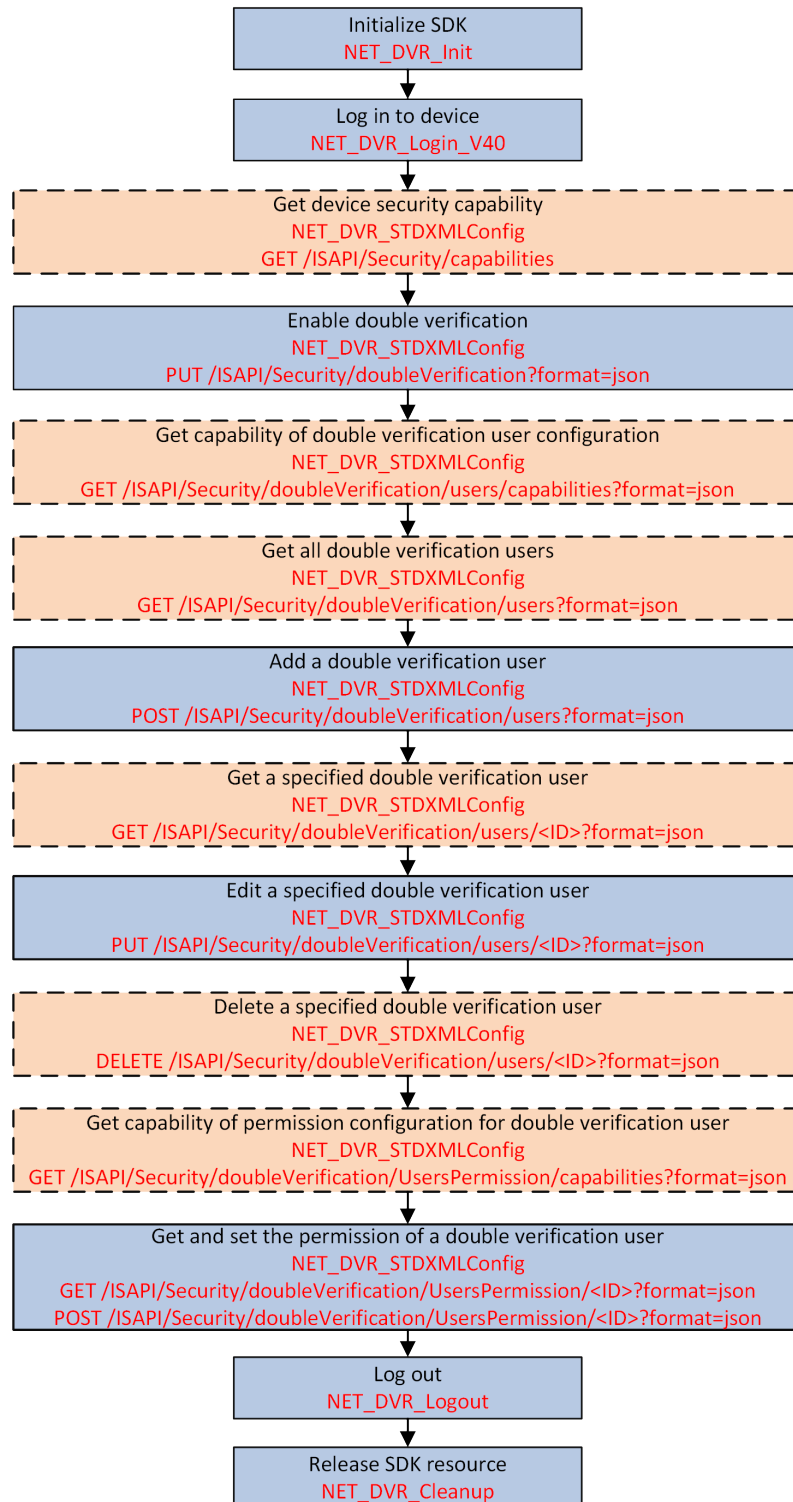 Initialize SDK
NET_DVR_Init
Log in to device
NET_DVR_Login_V40
Get device security capability
NET_DVR_STDXMLConfig
GET /ISAPI/Security/capabilities
Enable double verification
NET_DVR_STDXMLConfig
PUT /ISAPI/Security/doubleVerification?format=json
Get capability of double verification user configuration
NET_DVR_STDXMLConfig
GET /ISAPI/Security/doubleVerification/users/capabilities?format=json
Get all double verification users
NET_DVR_STDXMLConfig
GET /ISAPI/Security/doubleVerification/users?format=json
Add a double verification user
NET_DVR_STDXMLConfig
POST /ISAPI/Security/doubleVerification/users?format=json
Get a specified double verification user
NET_DVR_STDXMLConfig
GET /ISAPI/Security/doubleVerification/users/<ID>?format=json
Edit a specified double verification user
NET_DVR_STDXMLConfig
PUT /ISAPI/Security/doubleVerification/users/<ID>?format=json
Delete a specified double verification user
NET_DVR_STDXMLConfig
DELETE /ISAPI/Security/doubleVerification/users/<ID>?format=json
Get capability of permission configuration for double verification user
NET_DVR_STDXMLConfig
GET /ISAPI/Security/doubleVerification/UsersPermission/capabilities?format=json
Get and set the permission of a double verification user
NET_DVR_STDXMLConfig
GET /ISAPI/Security/doubleVerification/UsersPermission/<ID>?format=json
POST /ISAPI/Security/doubleVerification/UsersPermission/<ID>?format=json
Log out
NET_DVR_Logout
Release SDK resource
NET_DVR_Cleanup